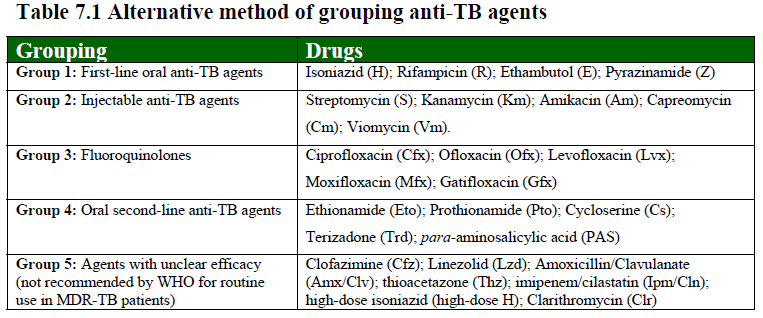 Table 7.1 Alternative method of grouping anti-TB agents
Grouping Drugs
Group 1: First-line oral anti-TB agents Isoniazid (H); Rifampicin (R); Ethambutol (E); Pyrazinamide (Z)
Group 2: Injectable anti-TB agents Streptomycin (S); Kanamycin (Km); Amikacin (Am); Capreomycin
(Cm); Viomycin (Vm).
Group 3: Fluoroquinolones Ciprofloxacin (Cfx); Ofloxacin (Ofx); Levofloxacin (Lvx);
Moxifloxacin (Mfx); Gatifloxacin (Gfx)
Group 4: Oral second-line anti-TB agents Ethionamide (Eto); Prothionamide (Pto); Cycloserine (Cs);
Terizadone (Trd); para-aminosalicylic acid (PAS)
Group 5: Agents with unclear efficacy Clofazimine (Cfz); Linezolid (Lzd); Amoxicillin/Clavulanate
(not recommended by WHO for routine (Amx/Clv); thioacetazone (Thz); imipenem/cilastatin (Ipm/Cln);
use in MDR-TB patients) high-dose isoniazid (high-dose H); Clarithromycin (Clr)